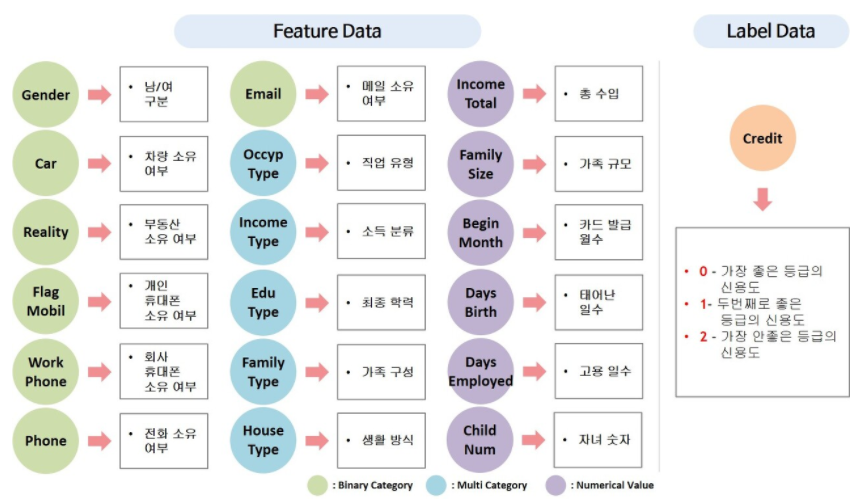 Feature Data
Label Data
Gender
• 남/여
구분
Car
• 차량 소유
여부
Reality
• 부동산
소유 여부
Flag
Mobil
• 개인
휴대폰
소유 여부
Work
Phone
• 회사
휴대폰
소유 여부
Phone
• 전화 소유
여부
Email
• 메일 소유
여부
Occyp
Type
• 직업 유형
Income
Type
• 소득 분류
Edu
Type
• 최종 학력
Family
Type
• 가족 구성
House
Type
• 생활 방식
Income
Total
• 총 수입
Family
Size
• 가족 규모
Begin
Month
• 카드 발급
월수
Days
Birth
• 태어난
일수
Days
Employed
• 고용 일수
Child
Num
• 자녀 숫자
Credit
• 0 - 가장 좋은 등급의
신용도
• 1- 두번째로 좋은
등급의 신용도
• 2 - 가장 안좋은 등급의
신용도
: Binary Category
: Multi Category
: Numerical Value